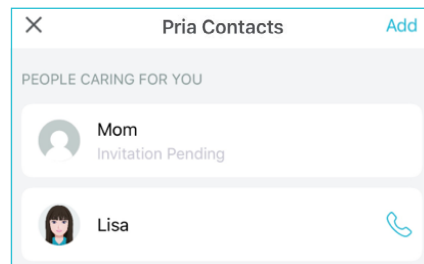 Pria Contacts
Add
PEOPLE CARING FOR YOU
Mom
Invitation Pending
Lisa